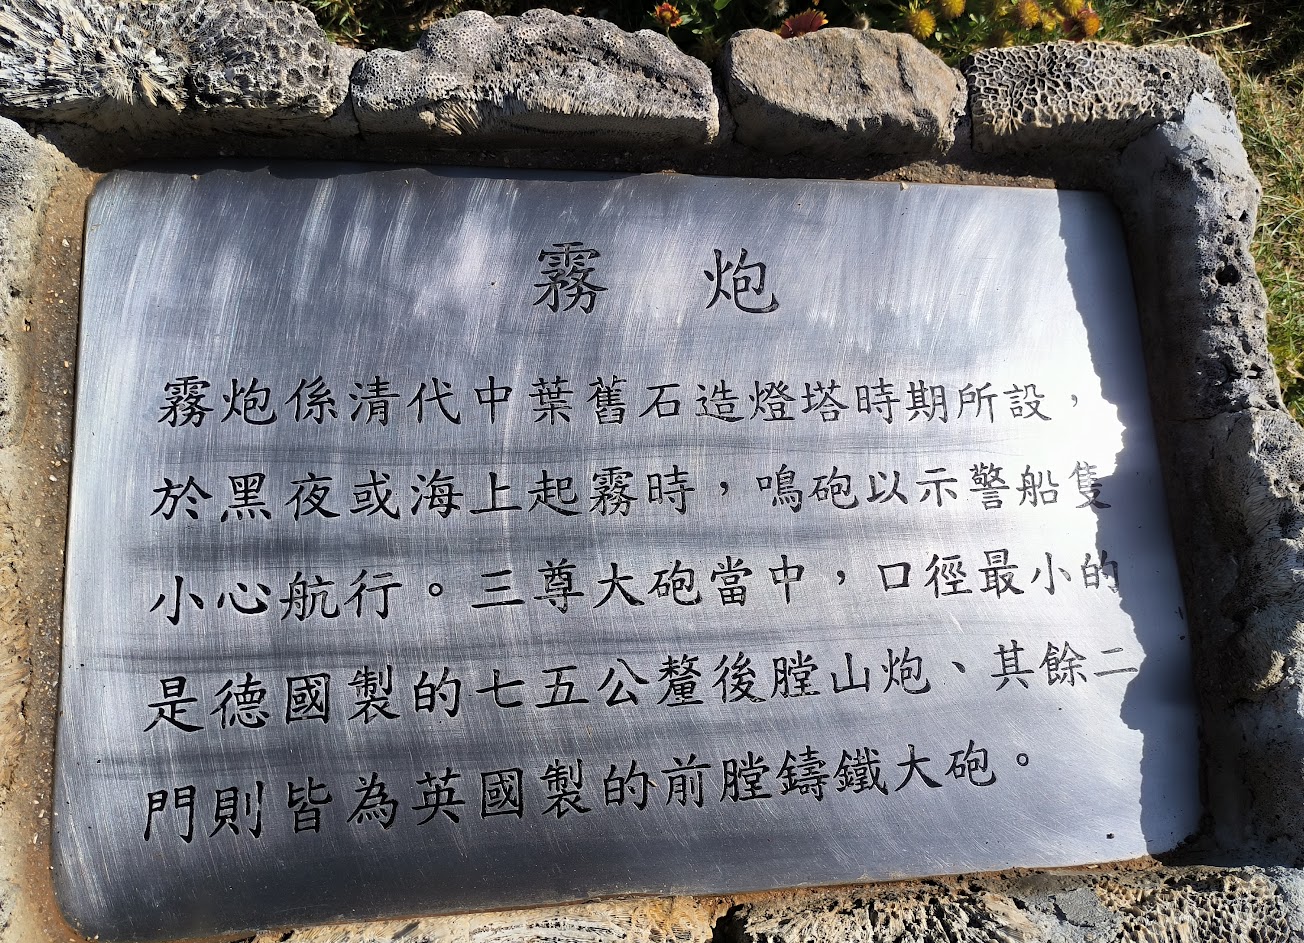 霧炮
霧炮係清代中葉舊石造燈塔時期所設，
於黑夜或海上起霧時，鳴砲以示警船隻
小心航行。三尊大砲當中，口徑最小的
是德國製的七五公釐後膛山炮、其餘二
門則皆為英國製的前膛鑄鐵大砲。